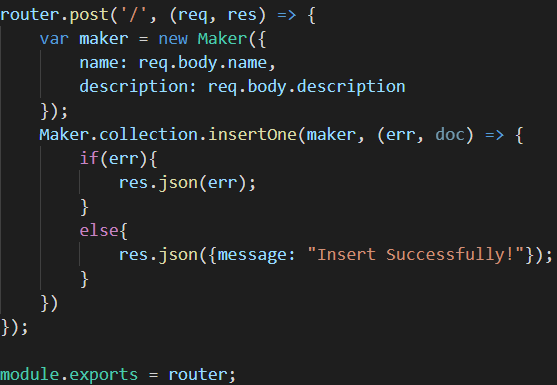 router.post('/', (req, res) => {
    var maker = new Maker({
        name: req.body.name,
        description: req.body.description
    });
    Maker.collection.insertOne(maker, (err, doc) => {
        if(err){
            res.json(err);
        }
        else{
            res.json({message: "Insert Successfully!"});
        }
    })
});

module.exports = router;